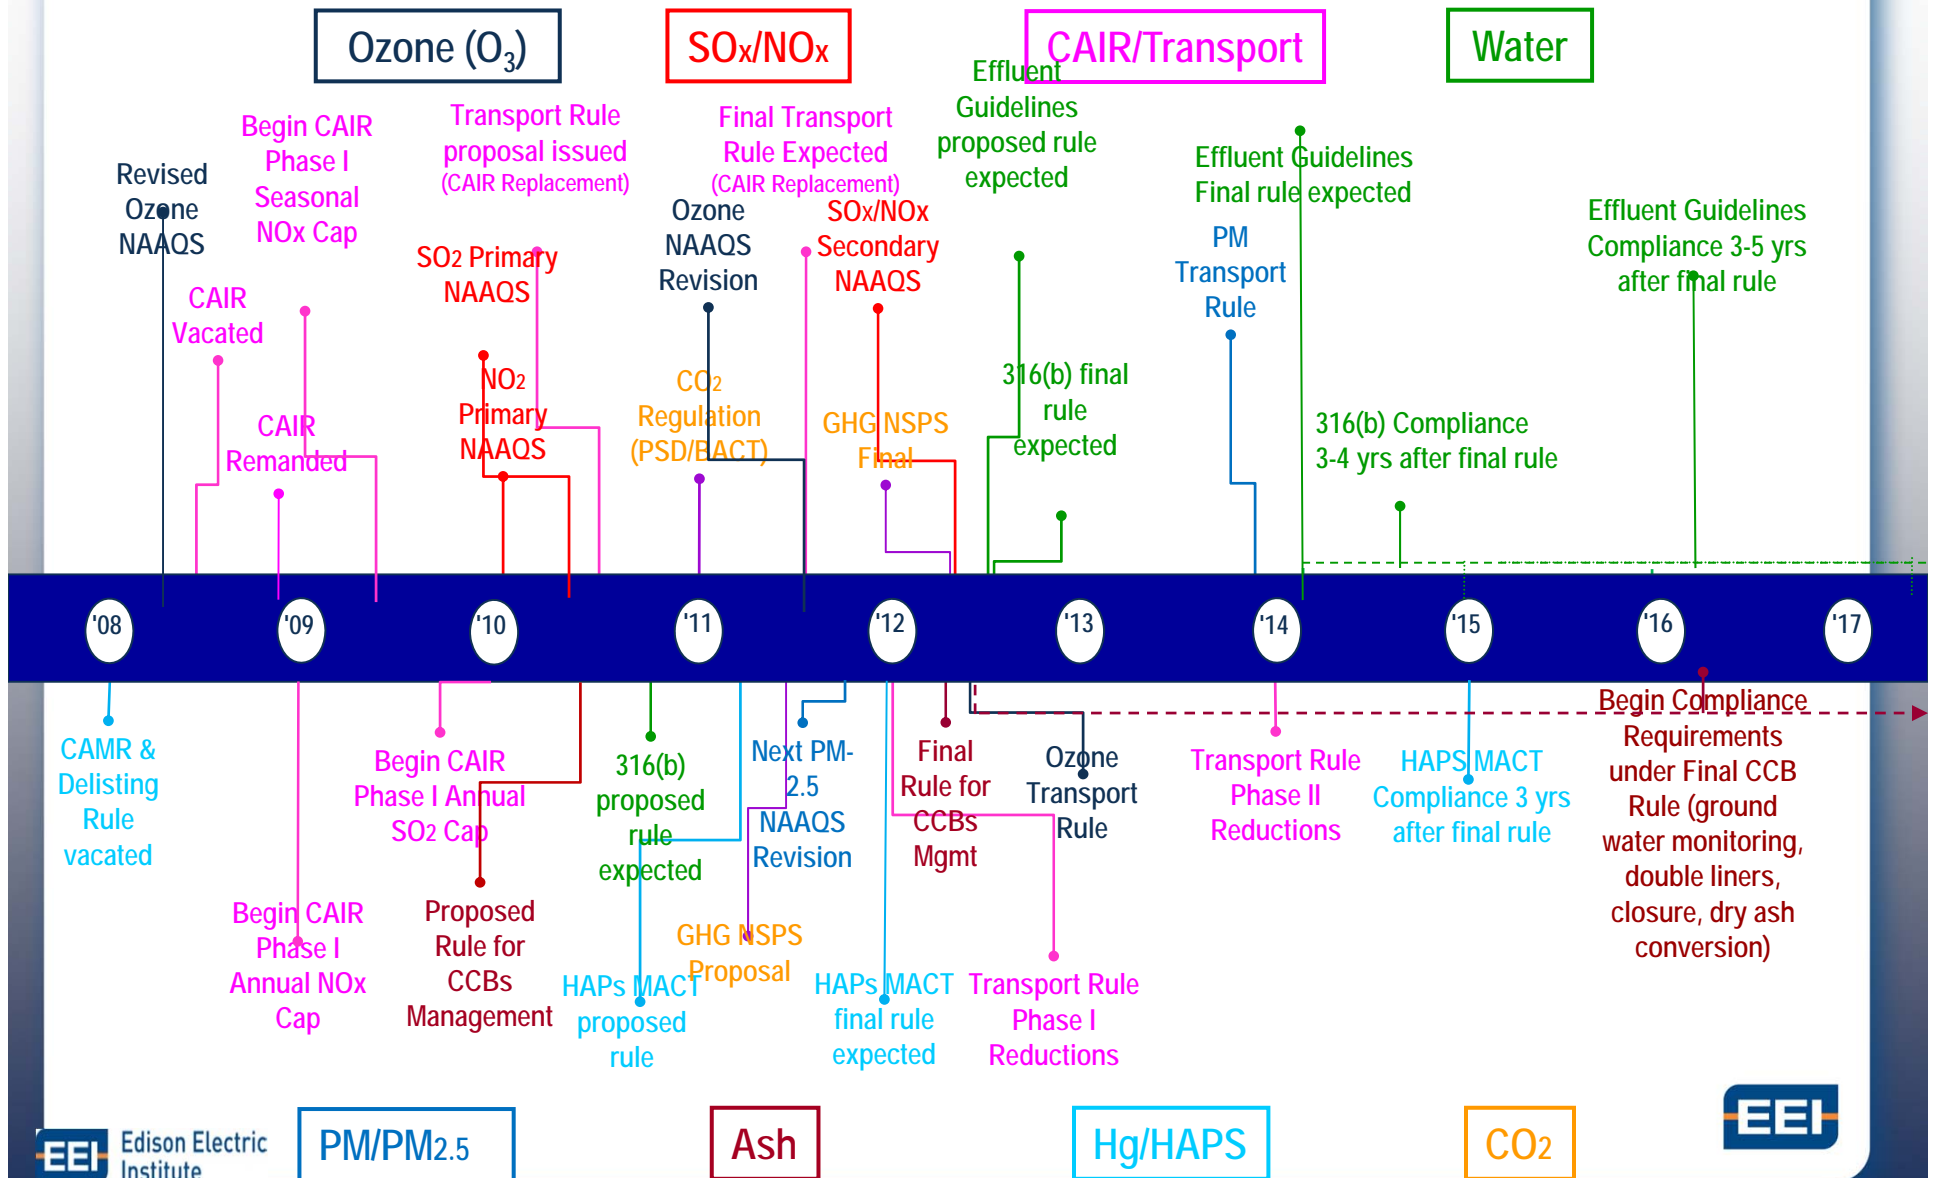 Ozone (O3)
SOx/NOx
CAIR/Transport
Water
Revised
Ozone
NAAQS
CAIR
Vacated
Begin CAIR
Phase I
Seasonal
NOx Cap
CAIR
Remanded
Transport Rule
proposal issued
(CAIR Replacement)
SO2 Primary
NAAQS
NO2
Primary
NAAQS
Final Transport
Rule Expected
(CAIR Replacement)
Ozone
NAAQS
Revision
CO2
Regulation
(PSD/BACT)
SOx/NOx
Secondary
NAAQS
GHG NSPS
Final
Effluent
Guidelines
proposed rule
expected
316(b) final
rule
expected
Effluent Guidelines
Final rule expected
PM
Transport
Rule
316(b) Compliance
3-4 yrs after final rule
Effluent Guidelines
Compliance 3-5 yrs
after final rule
'08
'09
'10
'11
'12
'13
'14
'15
'16
'17
CAMR &
Delisting
Rule
vacated
Begin CAIR
Phase I
Annual NOx
Cap
Begin CAIR
Phase I Annual
SO2 Cap
Proposed
Rule for
CCBs
Management
316(b)
proposed
rule
expected
HAPs MACT
proposed
rule
Next PM-
2.5
NAAQS
Revision
GHG NSPS
Proposal
HAPs MACT
final rule
expected
Final
Rule for
CCBs
Mgmt
Ozone
Transport
Rule
Transport Rule
Phase I
Reductions
Transport Rule
Phase II
Reductions
HAPS MACT
Compliance 3 yrs
after final rule
Begin Compliance
Requirements
under Final CCB
Rule (ground
water monitoring,
double liners,
closure, dry ash
conversion)
EEI
Edison Electric
Institute
PM/PM2.5
Ash
Hg/HAPS
CO2
EEI